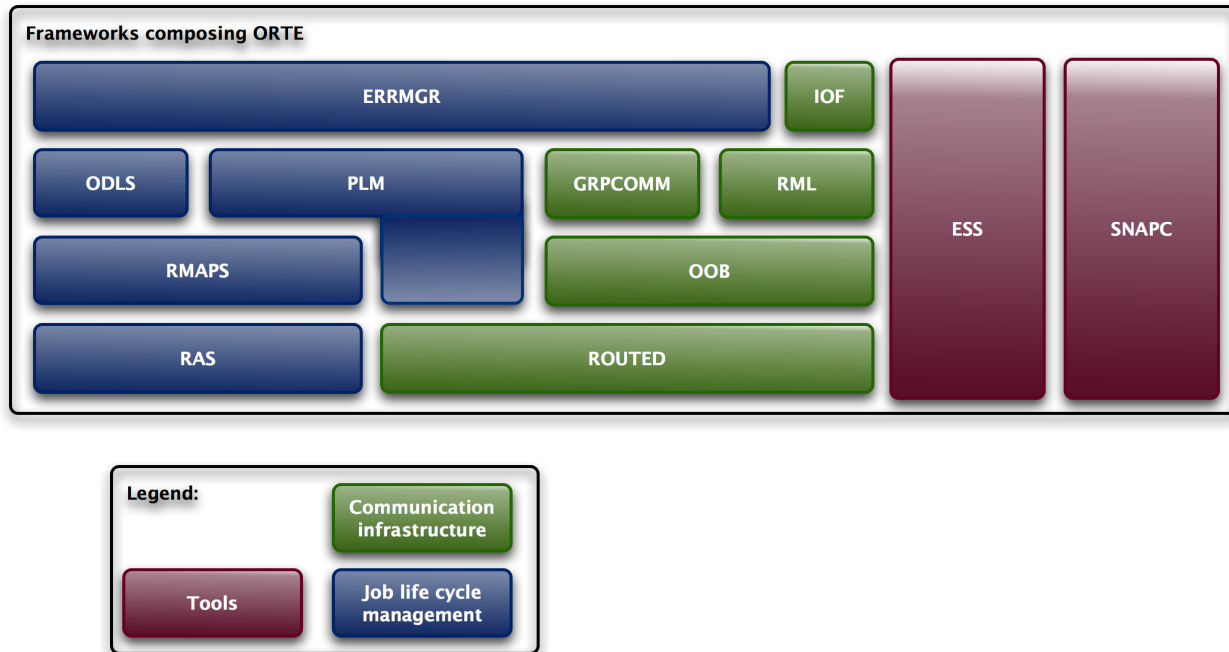 Frameworks composing ORTE
ERRMGR
IOF
ODLS
PLM
GRPCOMM
RML
ESS
SNAPC
RMAPS
OOB
RAS
ROUTED
Legend:
Communication
infrastructure
Tools
Job life cycle
management